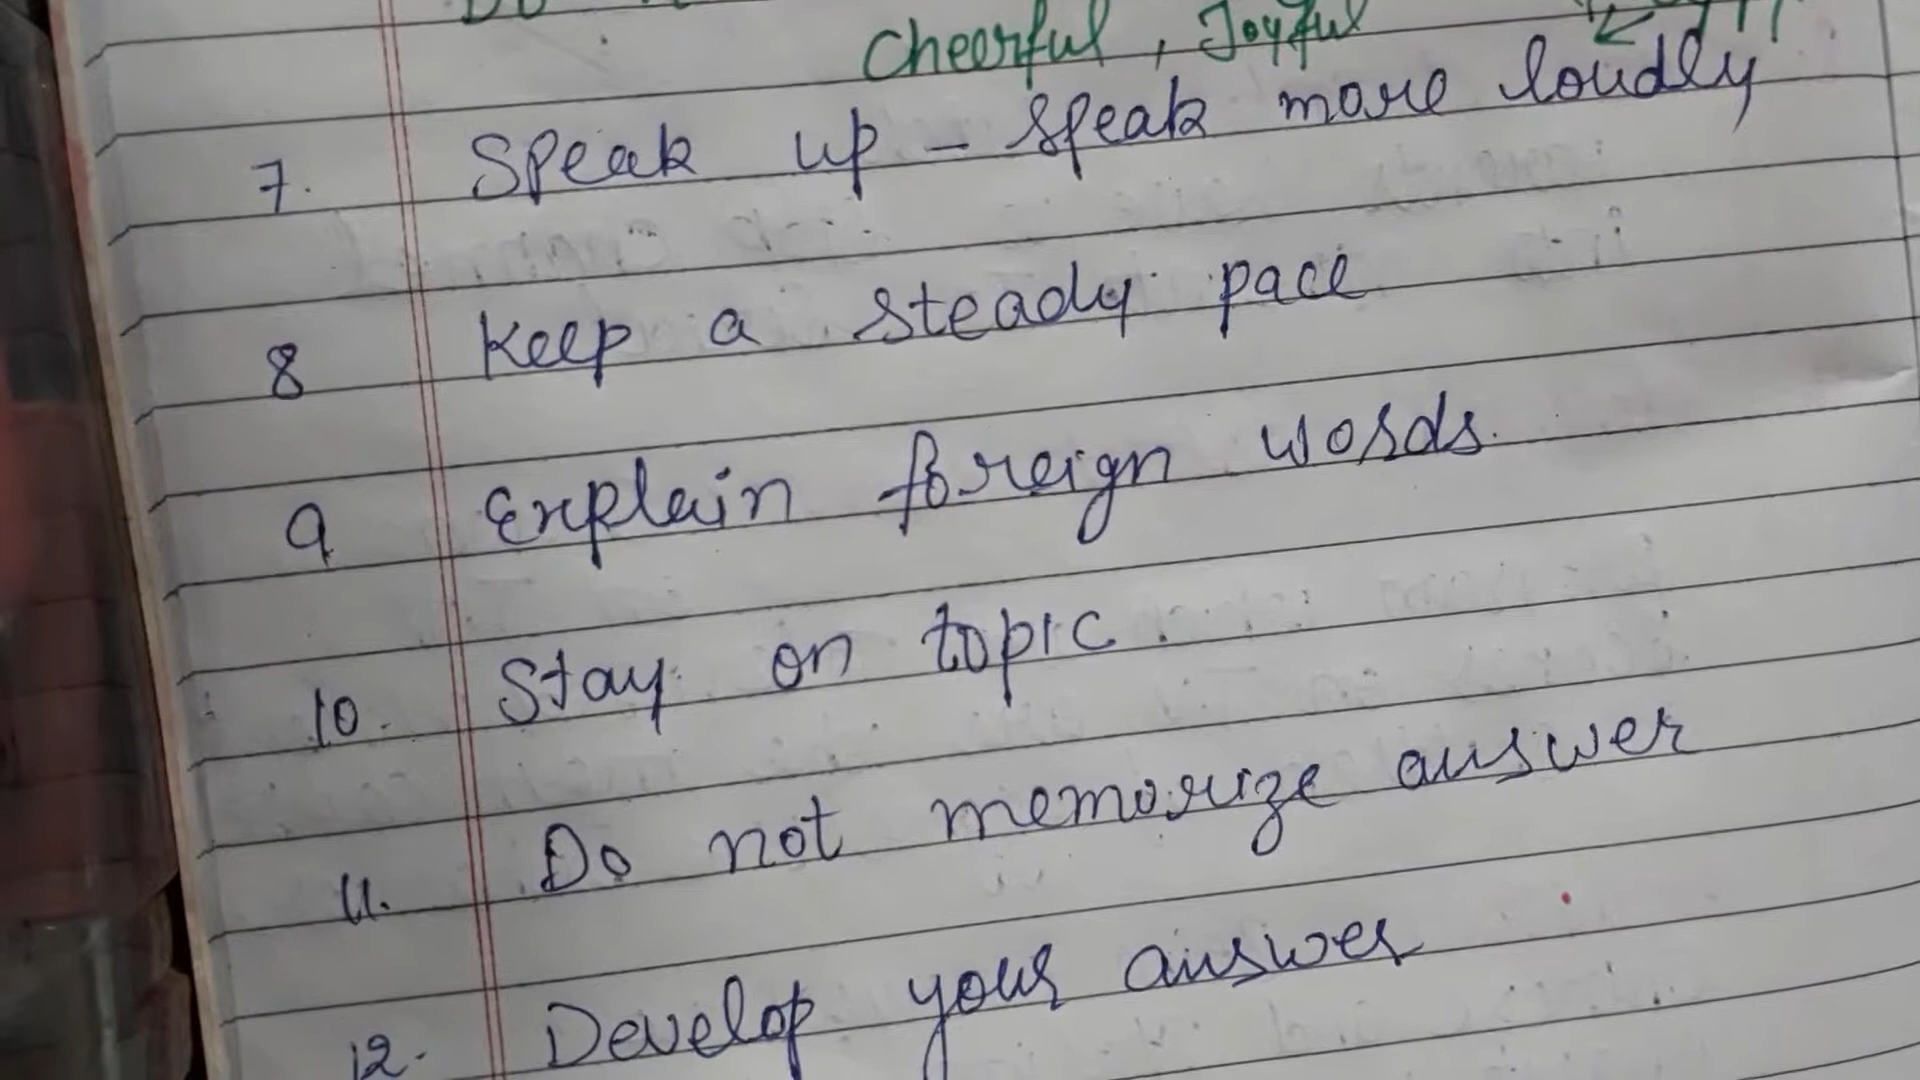 Do
Cheerful, Joyful
7. Speak up - speak more loudly
8 Keep a steady pace
9 Explain foreign words.
10. Stay on topic.
11. Do not memorize answer
12. Develop your answer